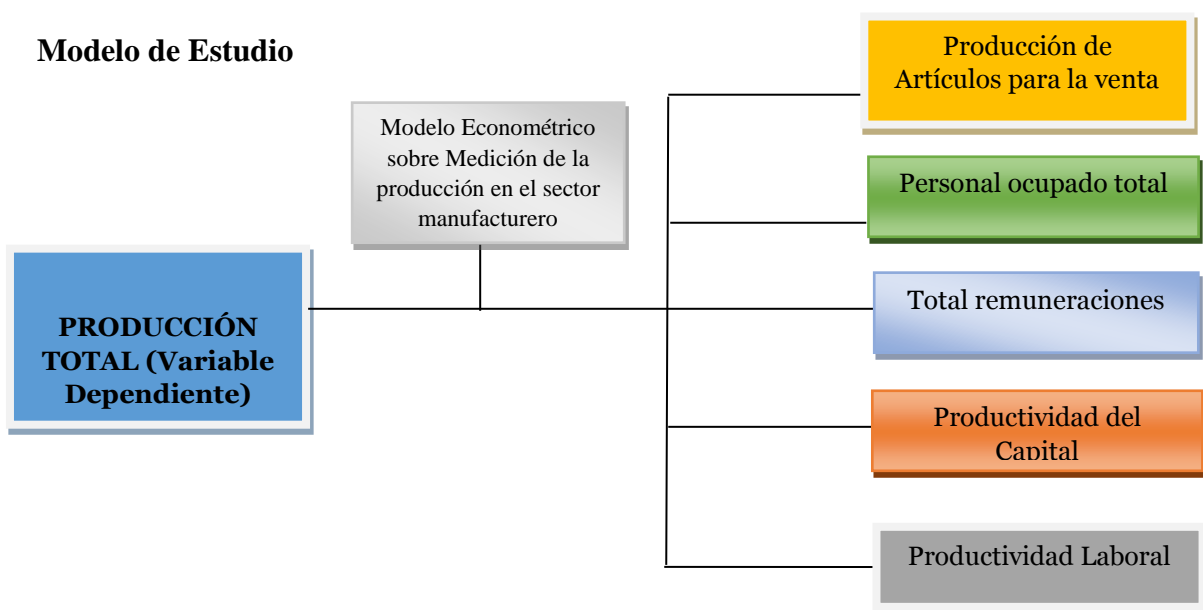 Modelo de Estudio
Modelo Econométrico
sobre Medición de la
producción en el sector
manufacturero
PRODUCCIÓN
TOTAL (Variable
Dependiente)
Producción de
Artículos para la venta
Personal ocupado total
Total remuneraciones
Productividad del
Capital
Productividad Laboral